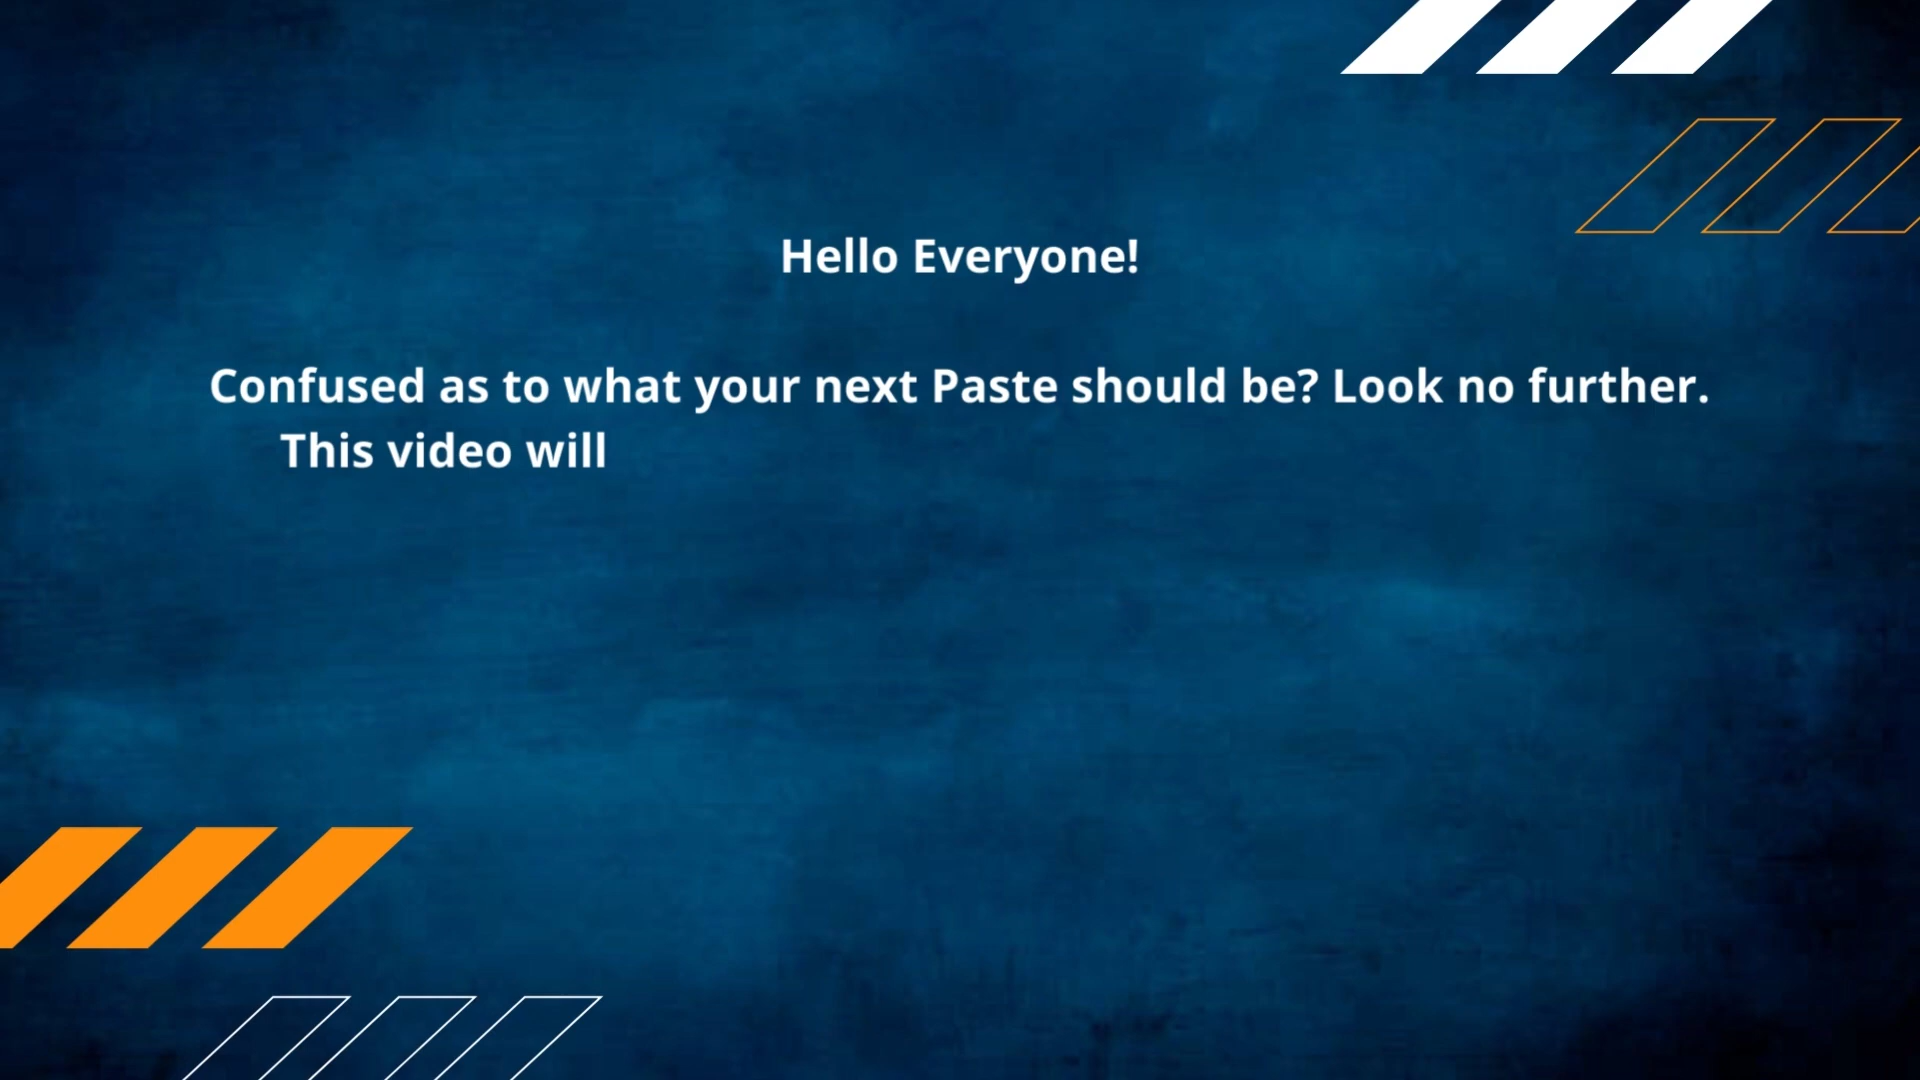 Hello Everyone!
Confused as to what your next Paste should be? Look no further.
This video will